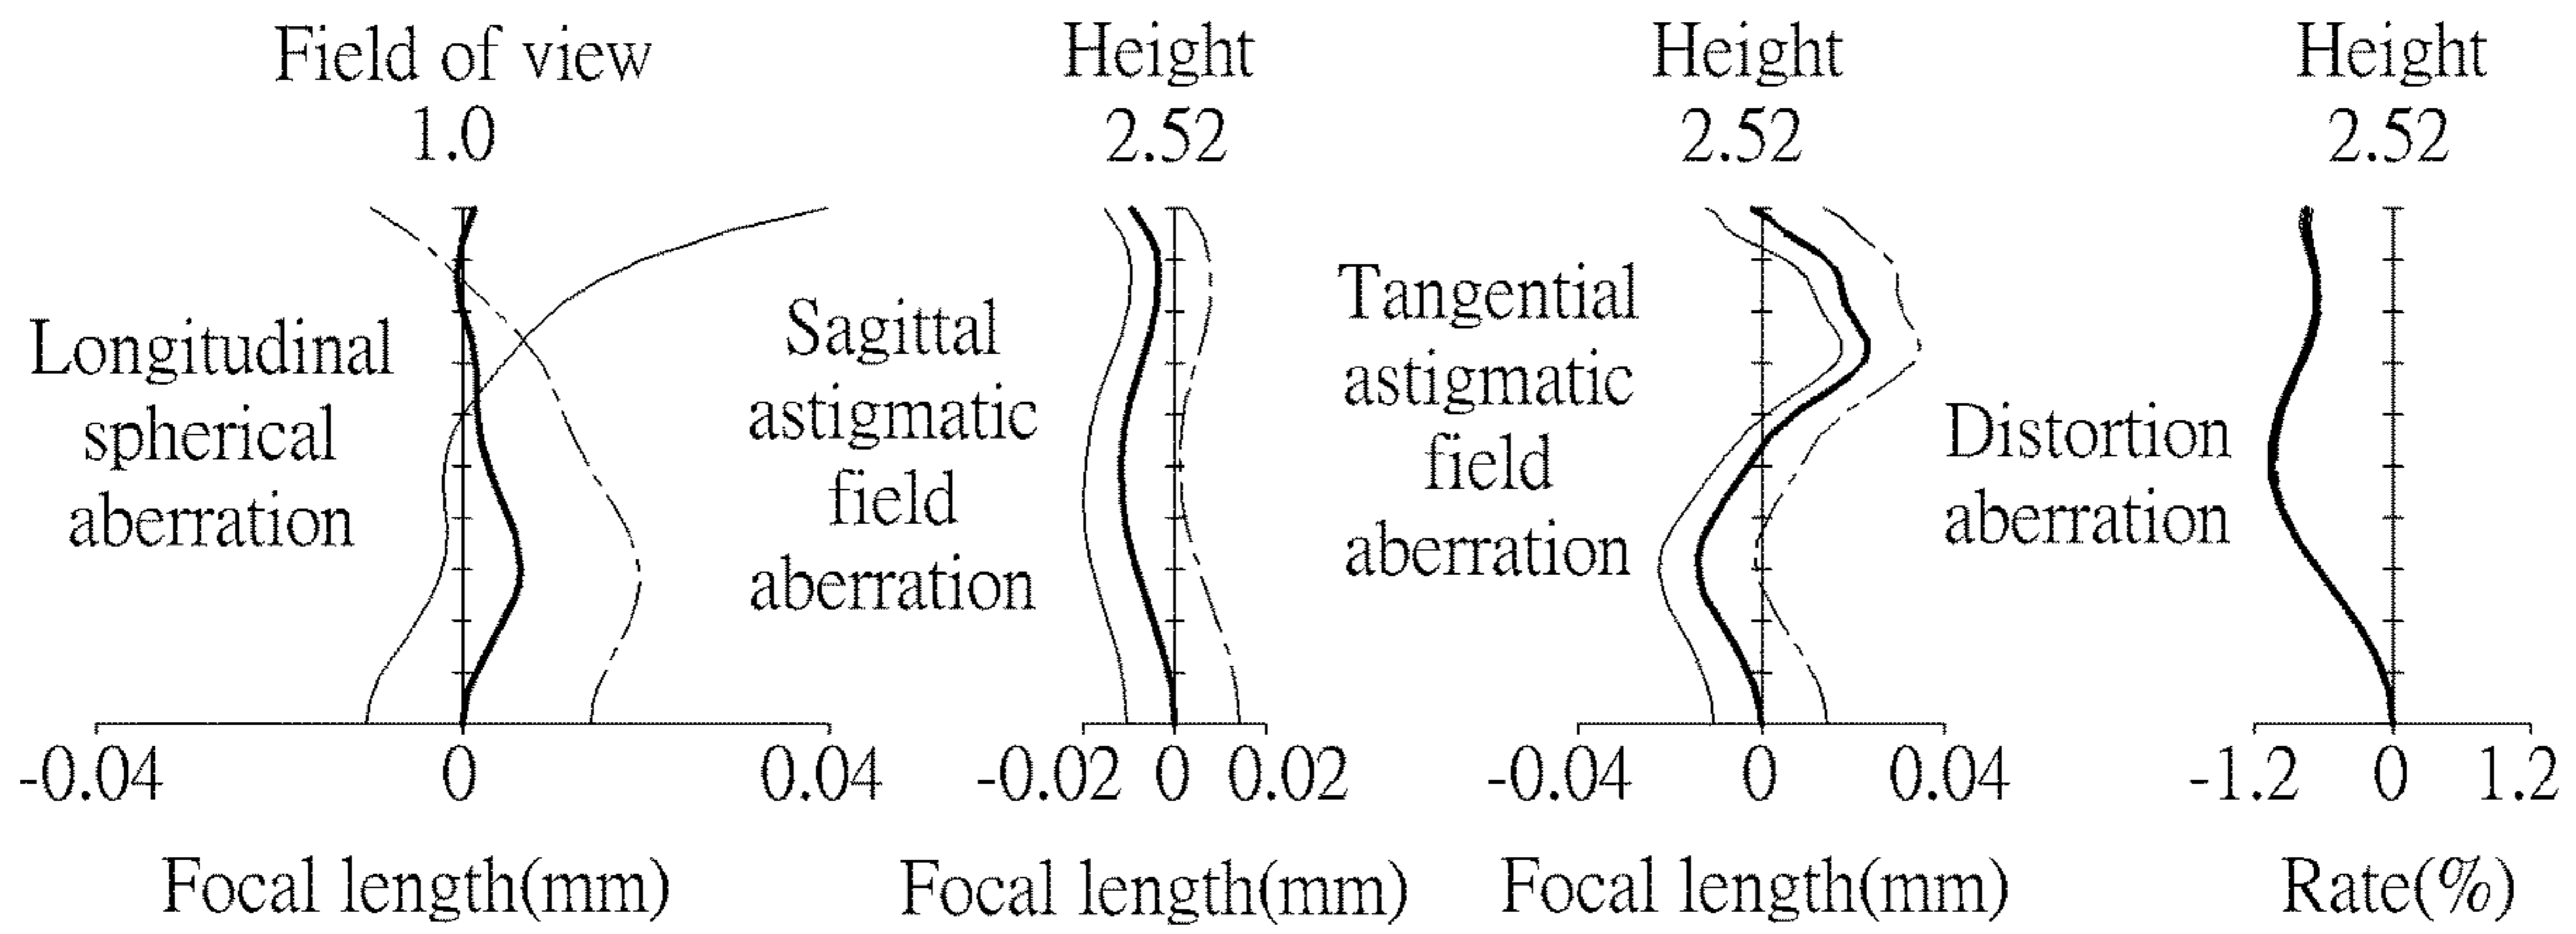 Field of view
1.0
Longitudinal
spherical
aberration
-0.04
0
0.04
Focal length(mm)
Height
2.52
Sagittal
astigmatic
field
aberration
-0.02
0
0.02
Focal length(mm)
Height
2.52
Tangential
astigmatic
field
aberration
-0.04
0
0.04
Focal length(mm)
Height
2.52
Distortion
aberration
-1.2
0
1.2
Rate(%)